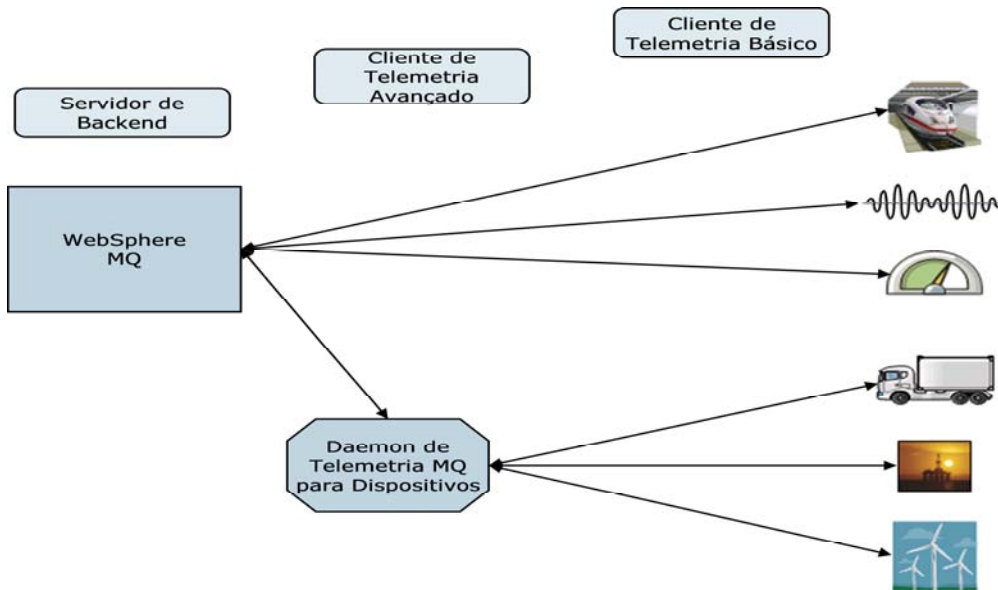 Cliente de
Telemetria Básico
Cliente de
Telemetria
Avançado
Servidor de
Backend
WebSphere
MQ
Daemon de
Telemetria MQ
para Dispositivos